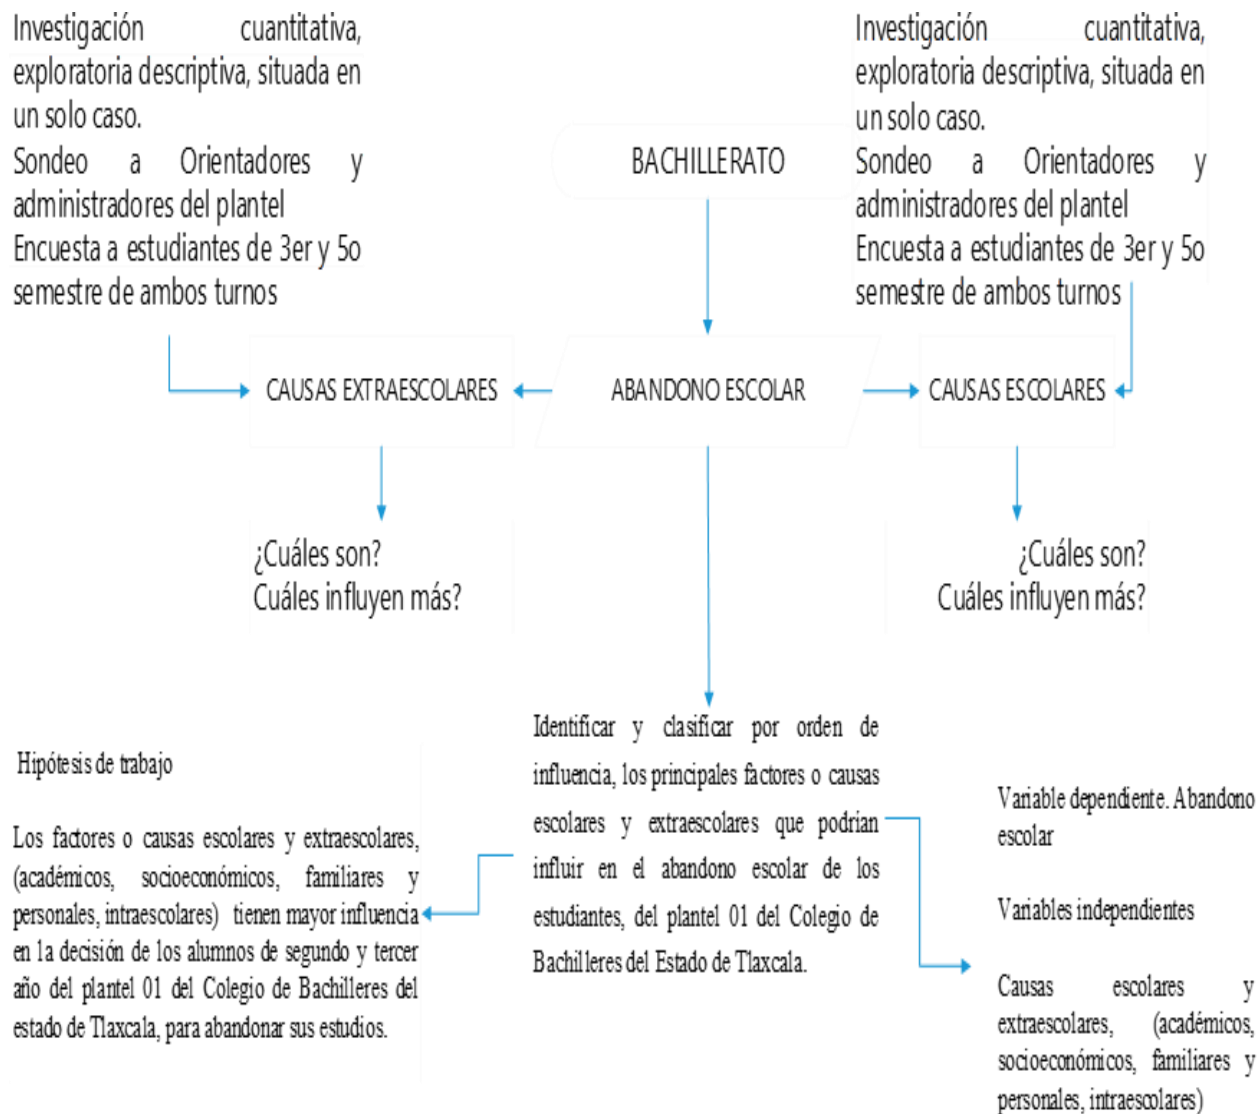 Investigación cuantitativa,
exploratoria descriptiva, situada en
un solo caso.
Sondeo a Orientadores y
administradores del plantel
Encuesta a estudiantes de 3er y 5o
semestre de ambos turnos
BACHILLERATO
Investigación cuantitativa,
exploratoria descriptiva, situada en
un solo caso.
Sondeo a Orientadores y
administradores del plantel
Encuesta a estudiantes de 3er y 5o
semestre de ambos turnos
CAUSAS EXTRAESCOLARES
ABANDONO ESCOLAR
CAUSAS ESCOLARES
¿Cuáles son?
Cuáles influyen más?
¿Cuáles son?
Cuáles influyen más?
Hipótesis de trabajo
Los factores o causas escolares y extraescolares,
(académicos, socioeconómicos, familiares y
personales, intraescolares) tienen mayor influencia
en la decisión de los alumnos de segundo y tercer
año del plantel 01 del Colegio de Bachilleres del
estado de Tlaxcala, para abandonar sus estudios.
Identificar y clasificar por orden de
influencia, los principales factores o causas
escolares y extraescolares que podrian
influir en el abandono escolar de los
estudiantes, del plantel 01 del Colegio de
Bachilleres del Estado de Tlaxcala.
Variable dependiente. Abandono
escolar
Variables independientes
Causas escolares y
extraescolares, (académicos,
socioeconómicos, familiares y
personales, intraescolares)